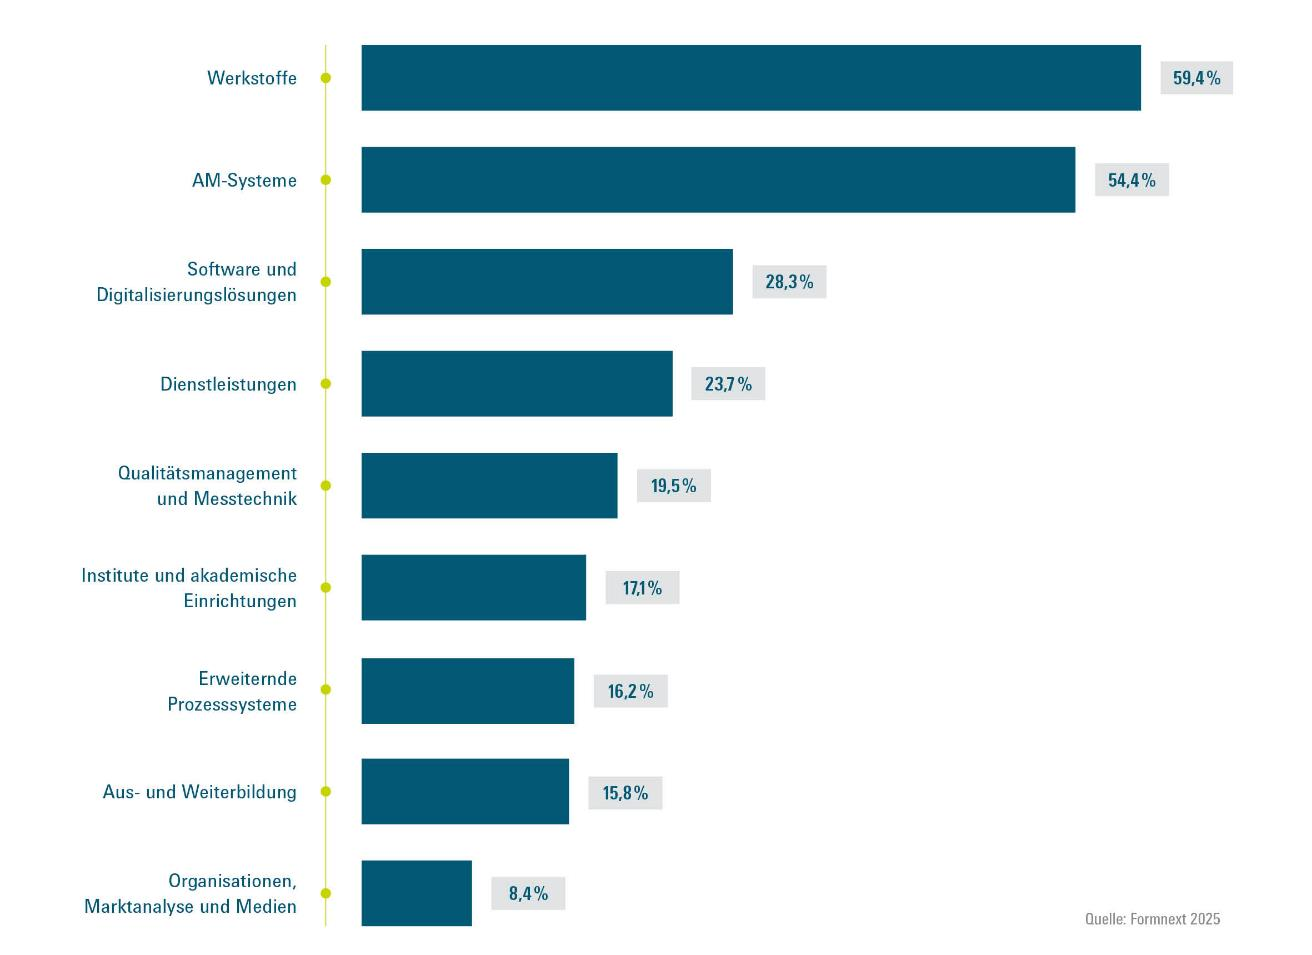 Werkstoffe
59,4%
AM-Systeme
54,4%
Software und
Digitalisierungslösungen
28,3%
Dienstleistungen
23,7%
Qualitätsmanagement
und Messtechnik
19,5%
Institute und akademische
Einrichtungen
17,1%
Erweiternde
Prozesssysteme
16,2%
Aus- und Weiterbildung
15,8%
Organisationen,
Marktanalyse und Medien
8,4%
Quelle: Formnext 2025